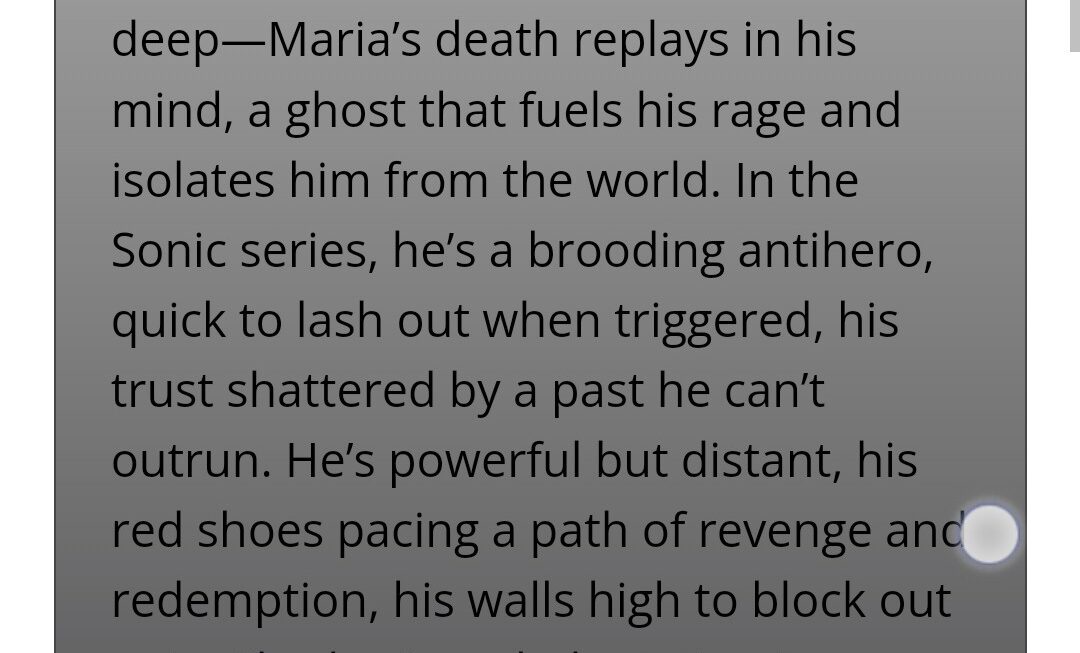 deep—Maria’s death replays in his
mind, a ghost that fuels his rage and
isolates him from the world. In the
Sonic series, he’s a brooding antihero,
quick to lash out when triggered, his
trust shattered by a past he can’t
outrun. He’s powerful but distant, his
red shoes pacing a path of revenge and
redemption, his walls high to block out